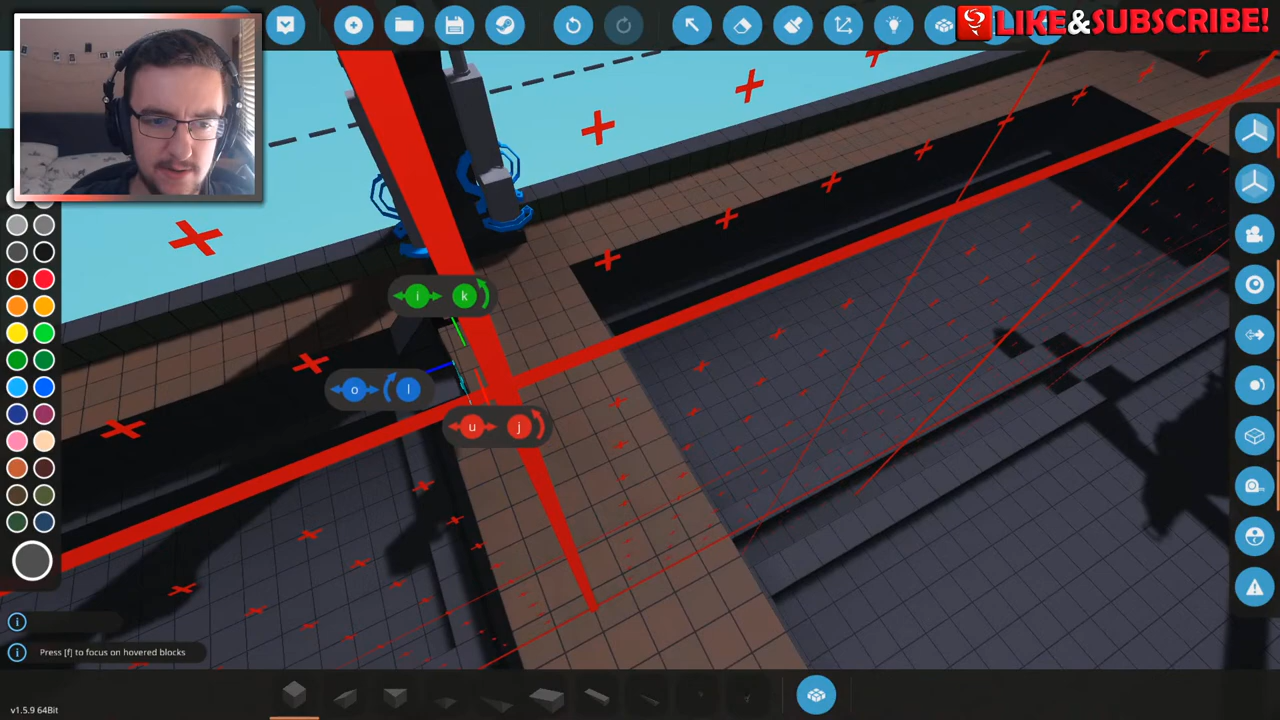 LIKE&SUBSCRIBE!
i k
o l
u j
Press [f] to focus on hovered blocks
v1.5.9 64Bit